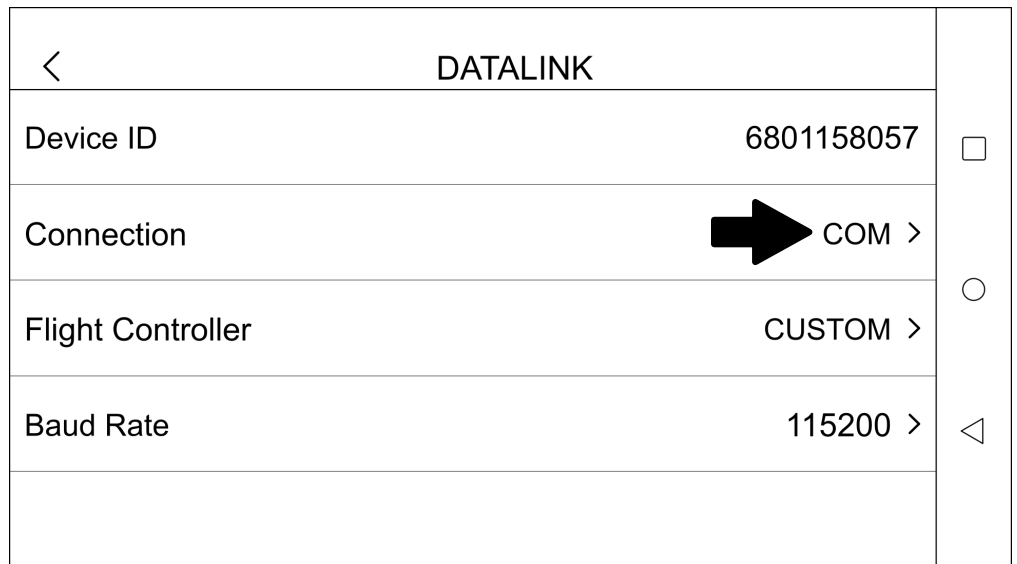 DATALINK
Device ID 6801158057
Connection COM
Flight Controller CUSTOM
Baud Rate 115200